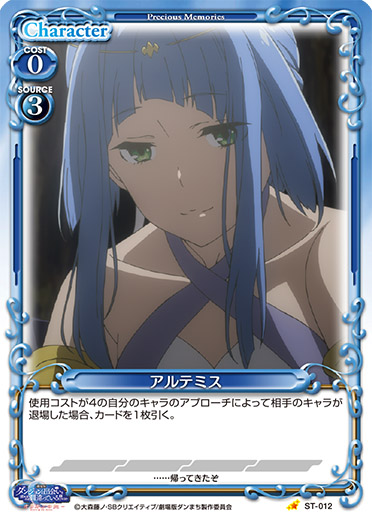 Precious Memories
Character
COST
0
SOURCE
3
アルテミス
使用コストが4の自分のキャラのアプローチによって相手のキャラが
退場した場合、カードを1枚引く。
……帰ってきたぞ
©大森藤ノ・SBクリエイティブ/劇場版ダンまち製作委員会
ST-012